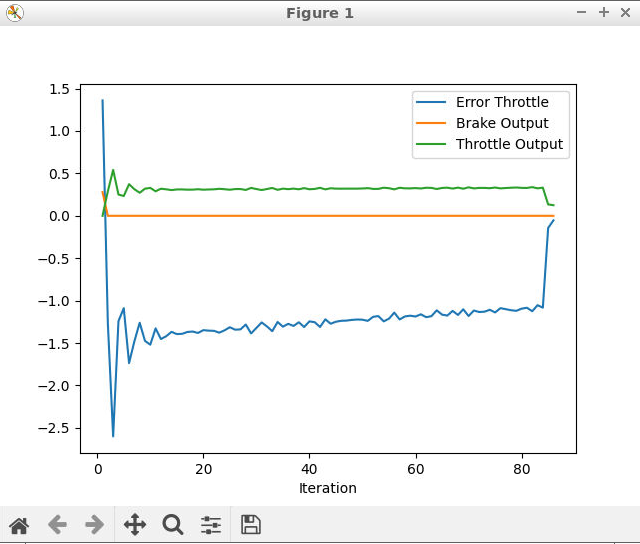 Figure 1
1.5
1.0
0.5
0.0
−0.5
−1.0
−1.5
−2.0
−2.5
Error Throttle
Brake Output
Throttle Output
0
20
40
60
80
Iteration